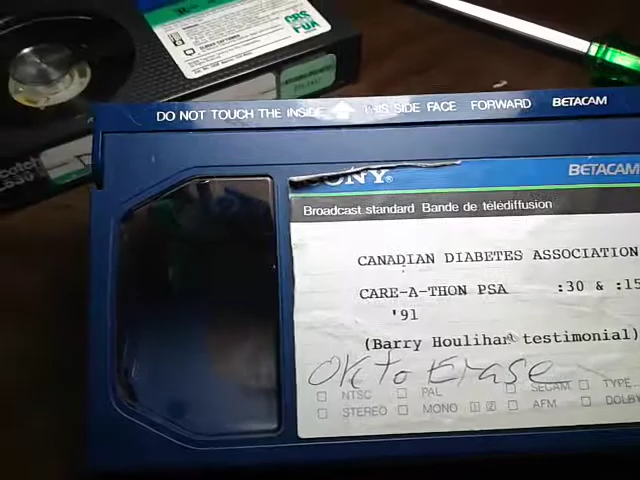 DO NOT TOUCH THE INSIDE THIS SIDE FACE FORWARD BETACAM
SONY® BETACAM
Broadcast standard Bande de télédiffusion
CANADIAN DIABETES ASSOCIATION
CARE-A-THON PSA :30 & :15
'91
(Barry Houlihan testimonial)
OK to Erase
NTSC PAL SECAM TYPE
STEREO MONO 1 2 AFM DOLBY